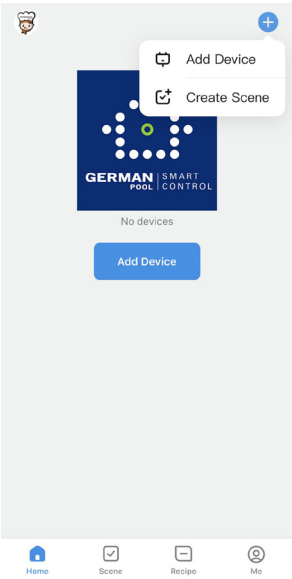 Add Device
Create Scene
GERMAN POOL | SMART CONTROL
No devices
Add Device
Home
Scene
Recipe
Me